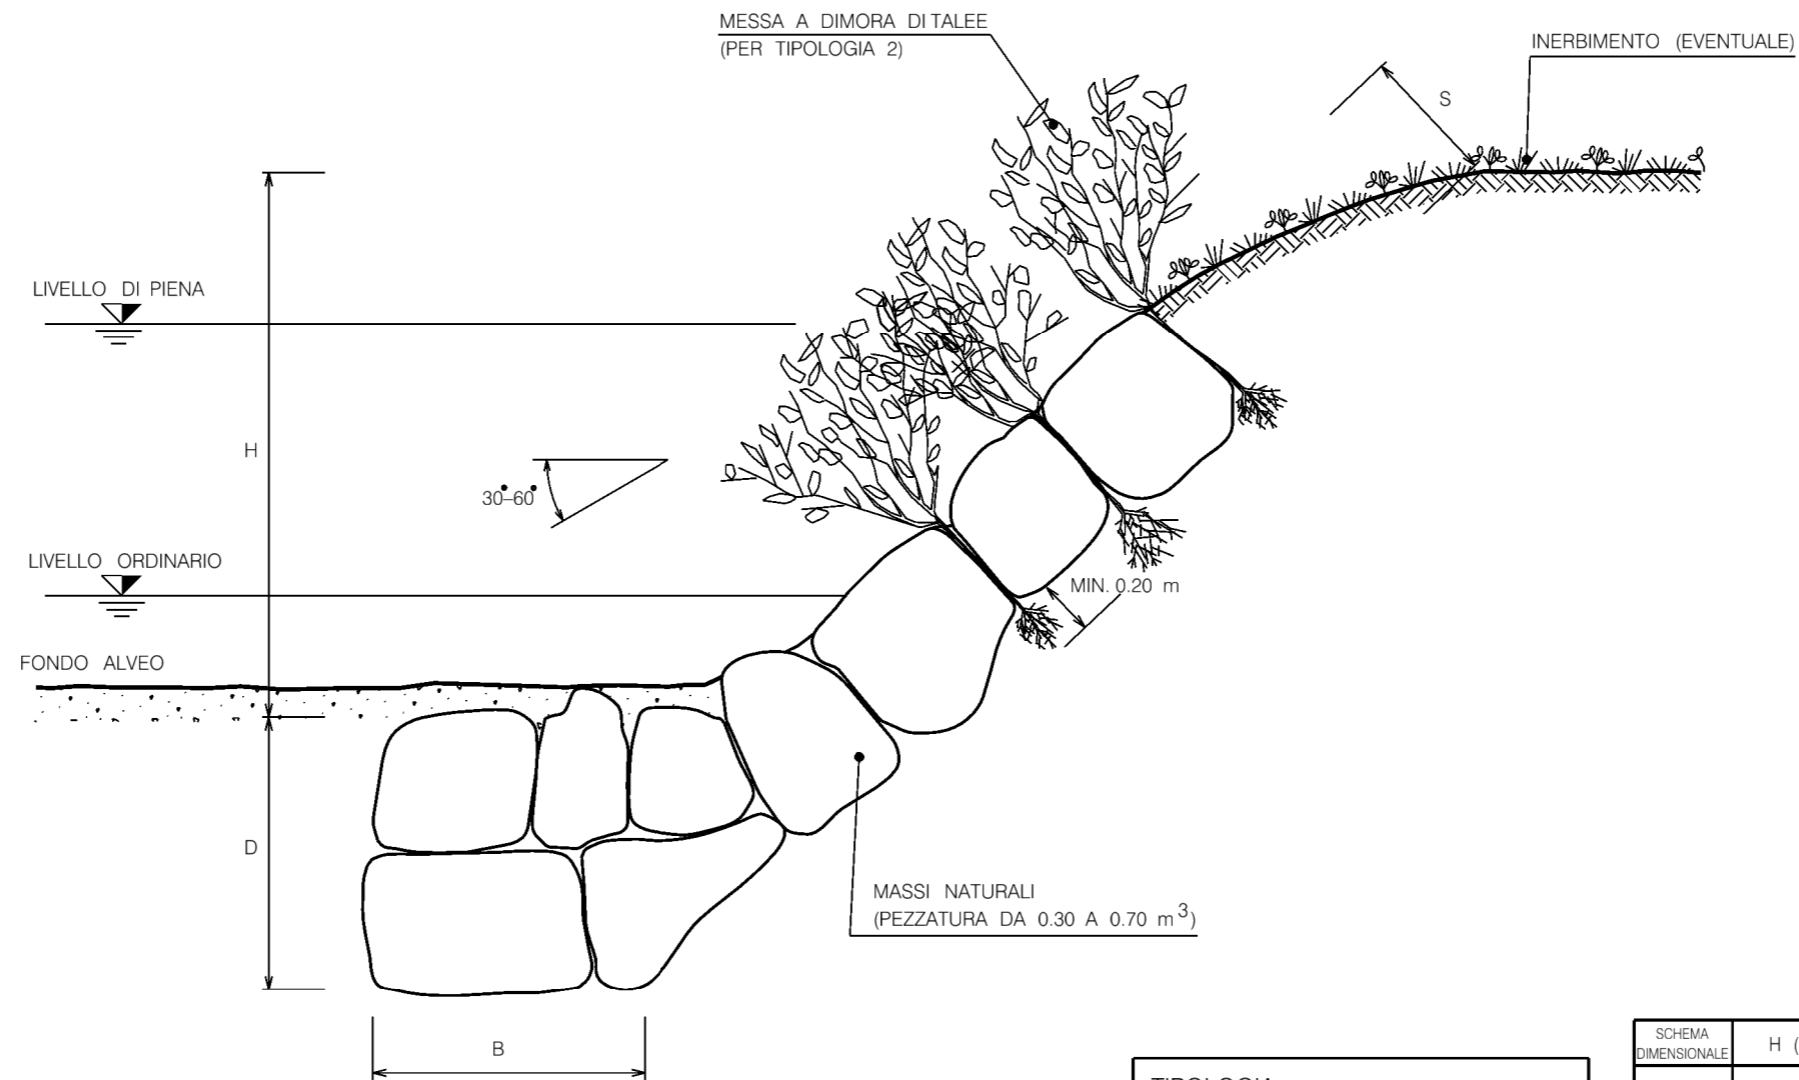 MESSA A DIMORA DI TALEE
(PER TIPOLOGIA 2)
INERBIMENTO (EVENTUALE)
S
LIVELLO DI PIENA
H
30°-60°
LIVELLO ORDINARIO
MIN. 0.20 m
FONDO ALVEO
D
MASSI NATURALI
(PEZZATURA DA 0.30 A 0.70 m³)
B
SCHEMA
DIMENSIONALE
H (
TIPOLOGIA